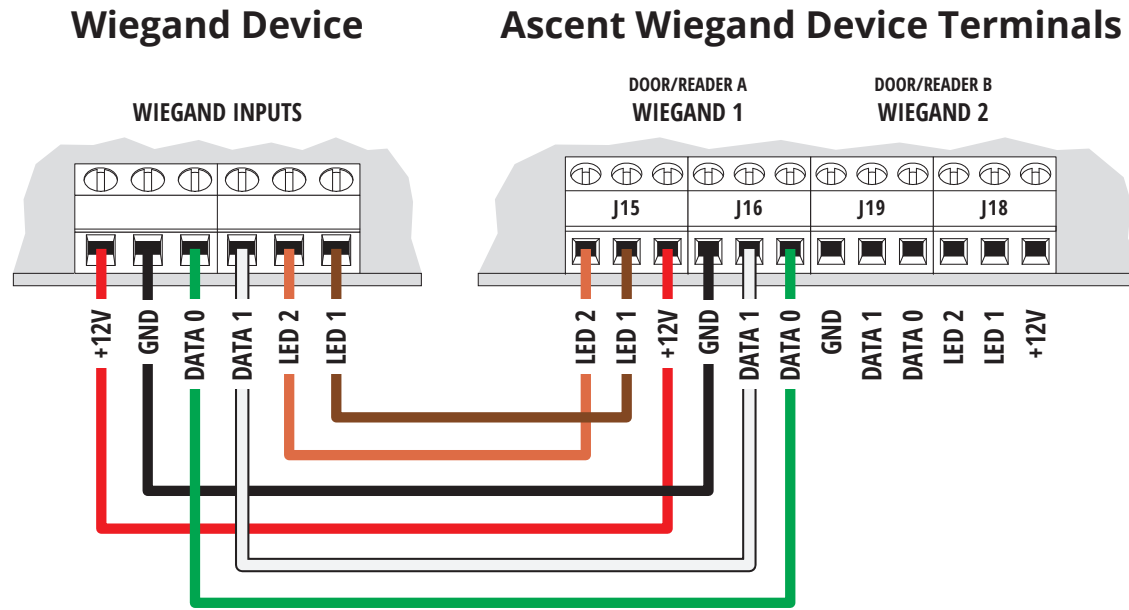 Wiegand Device
Ascent Wiegand Device Terminals
WIEGAND INPUTS
DOOR/READER A
WIEGAND 1
DOOR/READER B
WIEGAND 2
J15
J16
J19
J18
+12V
GND
DATA 0
DATA 1
LED 2
LED 1
LED 2
LED 1
+12V
GND
DATA 1
DATA 0
GND
DATA 1
DATA 0
LED 2
LED 1
+12V